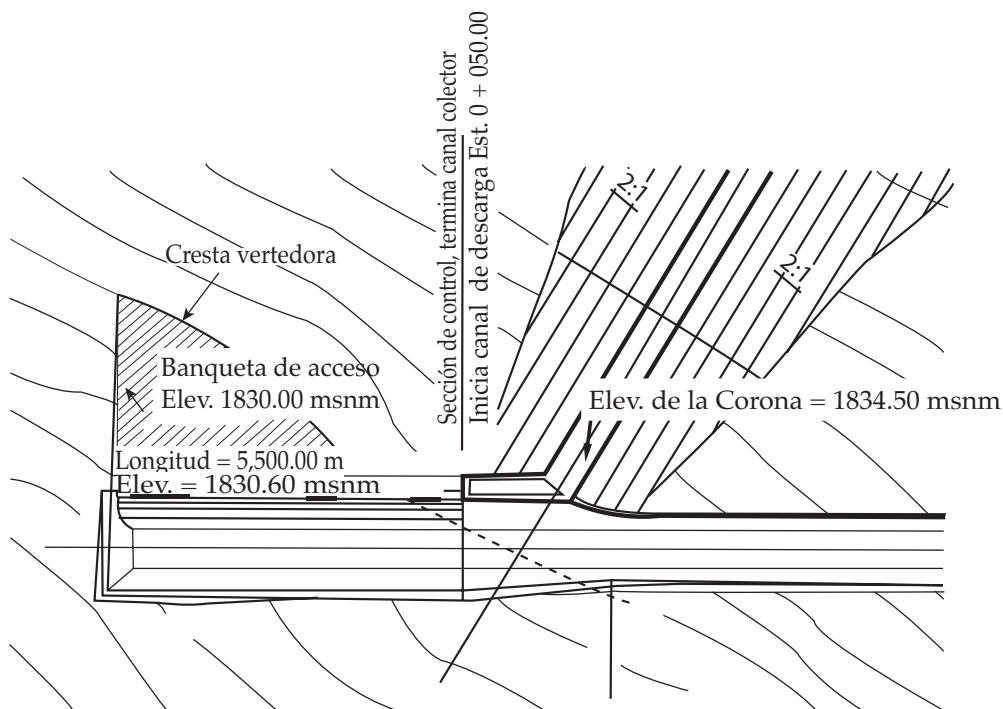 Sección de control, termina canal colector
Inicia canal de descarga Est. 0 + 050.00
2:1
2:1
Cresta vertedora
Banqueta de acceso
Elev. 1830.00 msnm
Elev. de la Corona = 1834.50 msnm
Longitud = 5,500.00 m
Elev. = 1830.60 msnm